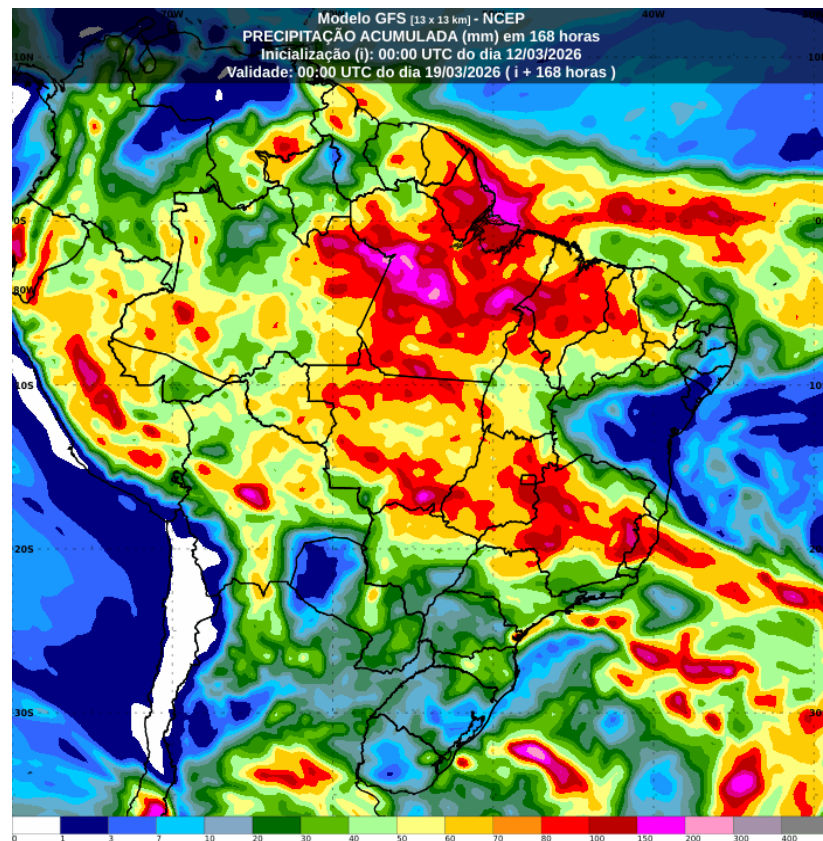 Modelo GFS [13 x 13 km] - NCEP
PRECIPITAÇÃO ACUMULADA (mm) em 168 horas
Inicialização (i): 00:00 UTC do dia 12/03/2026
Validade: 00:00 UTC do dia 19/03/2026 ( i + 168 horas )
70W
40W
10N
80W
10S
20S
30S
0 1 3 7 10 20 30 40 50 60 70 80 100 150 200 300 400